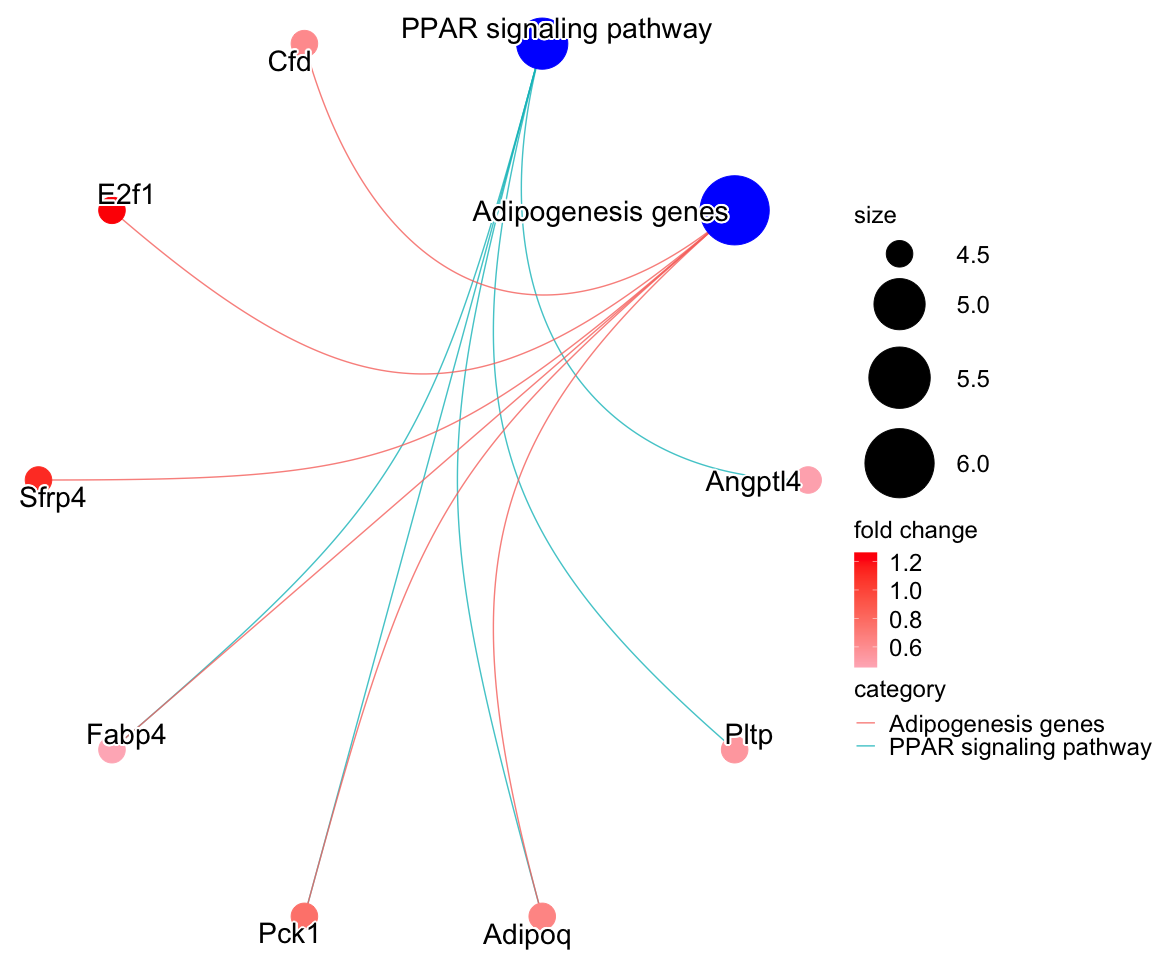 PPAR signaling pathway
Cfd
E2f1
Adipogenesis genes
Angptl4
Sfrp4
Fabp4
Pltp
Pck1
Adipoq
size
4.5
5.0
5.5
6.0
fold change
1.2
1.0
0.8
0.6
category
Adipogenesis genes
PPAR signaling pathway